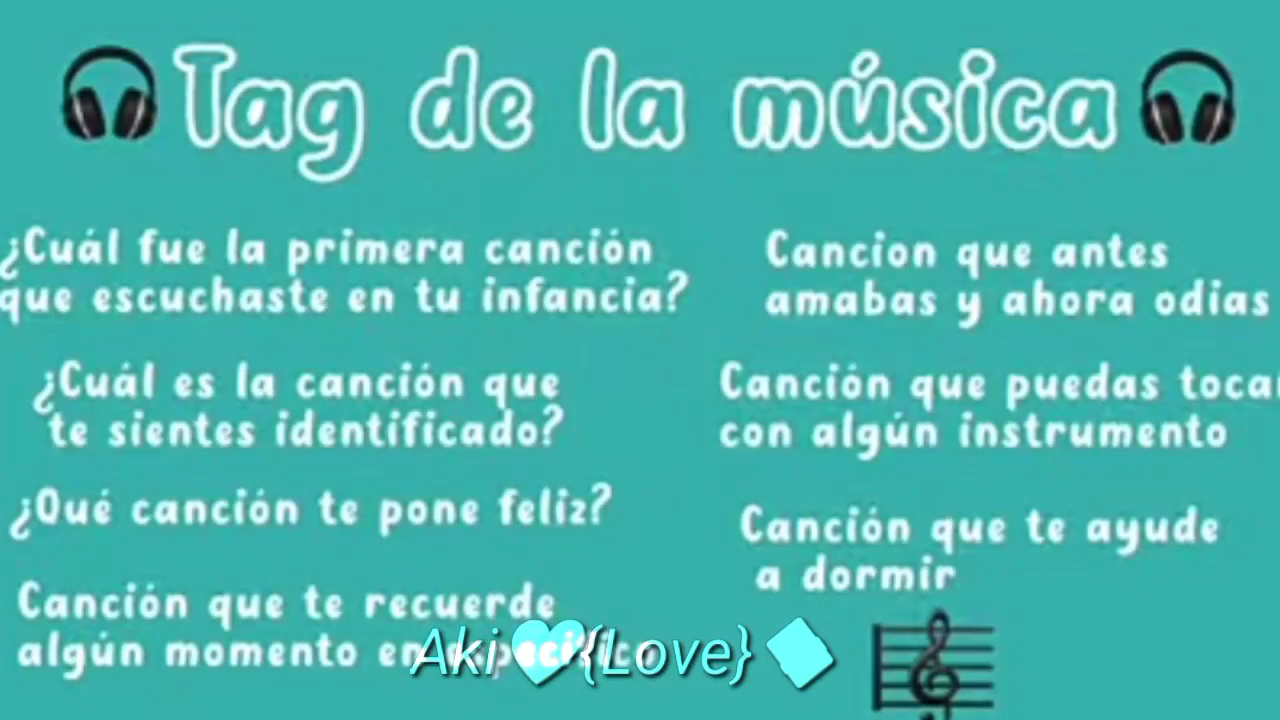 Tag de la música
¿Cuál fue la primera canción
que escuchaste en tu infancia?
¿Cuál es la canción que
te sientes identificado?
¿Qué canción te pone feliz?
Canción que te recuerde
algún momento en
Cancion que antes
amabas y ahora odias
Canción que puedas tocar
con algún instrumento
Canción que te ayude
a dormir
Aki {Love}